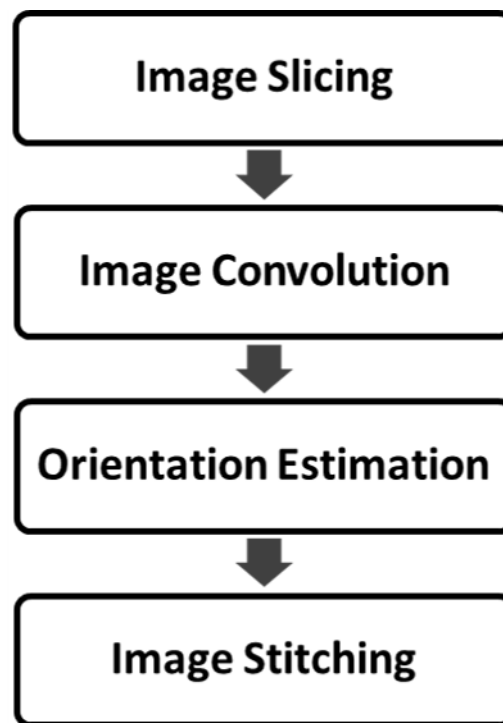 Image Slicing
Image Convolution
Orientation Estimation
Image Stitching